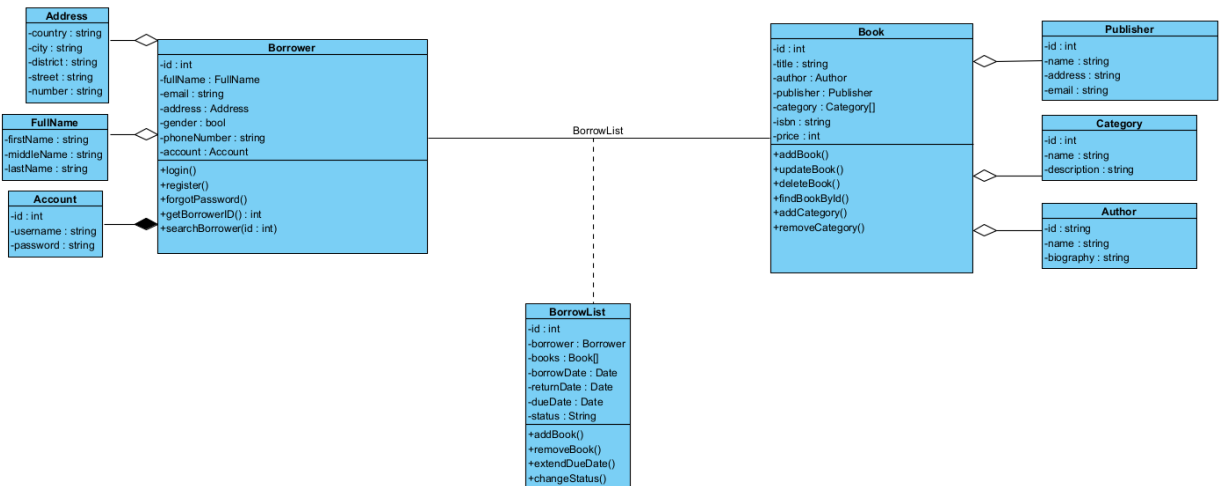 Address
-country : string
-city : string
-district : string
-street : string
-number : string
FullName
-firstName : string
-middleName : string
-lastName : string
Account
-id : int
-username : string
-password : string
Borrower
-id : int
-fullName : FullName
-email : string
-address : Address
-gender : bool
-phoneNumber : string
-account : Account
+login()
+register()
+forgotPassword()
+getBorrowerID() : int
+searchBorrower(id : int)
BorrowList
BorrowList
-id : int
-borrower : Borrower
-books : Book[]
-borrowDate : Date
-returnDate : Date
-dueDate : Date
-status : String
+addBook()
+removeBook()
+extendDueDate()
+changeStatus()
Book
-id : int
-title : string
-author : Author
-publisher : Publisher
-category : Category[]
-isbn : string
-price : int
+addBook()
+updateBook()
+deleteBook()
+findBookById()
+addCategory()
+removeCategory()
Publisher
-id : int
-name : string
-address : string
-email : string
Category
-id : int
-name : string
-description : string
Author
-id : string
-name : string
-biography : string